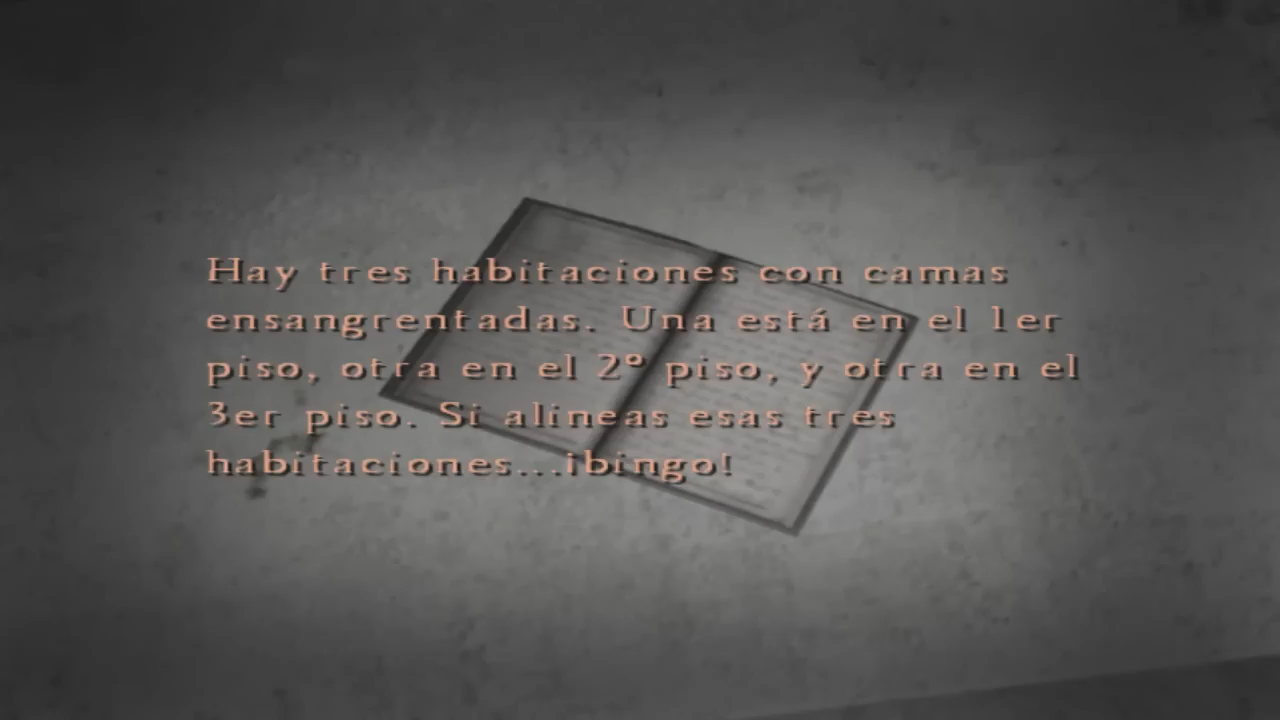 Hay tres habitaciones con camas
ensangrentadas. Una está en el 1er
piso, otra en el 2º piso, y otra en el
3er piso. Si alineas esas tres
habitaciones...¡bingo!